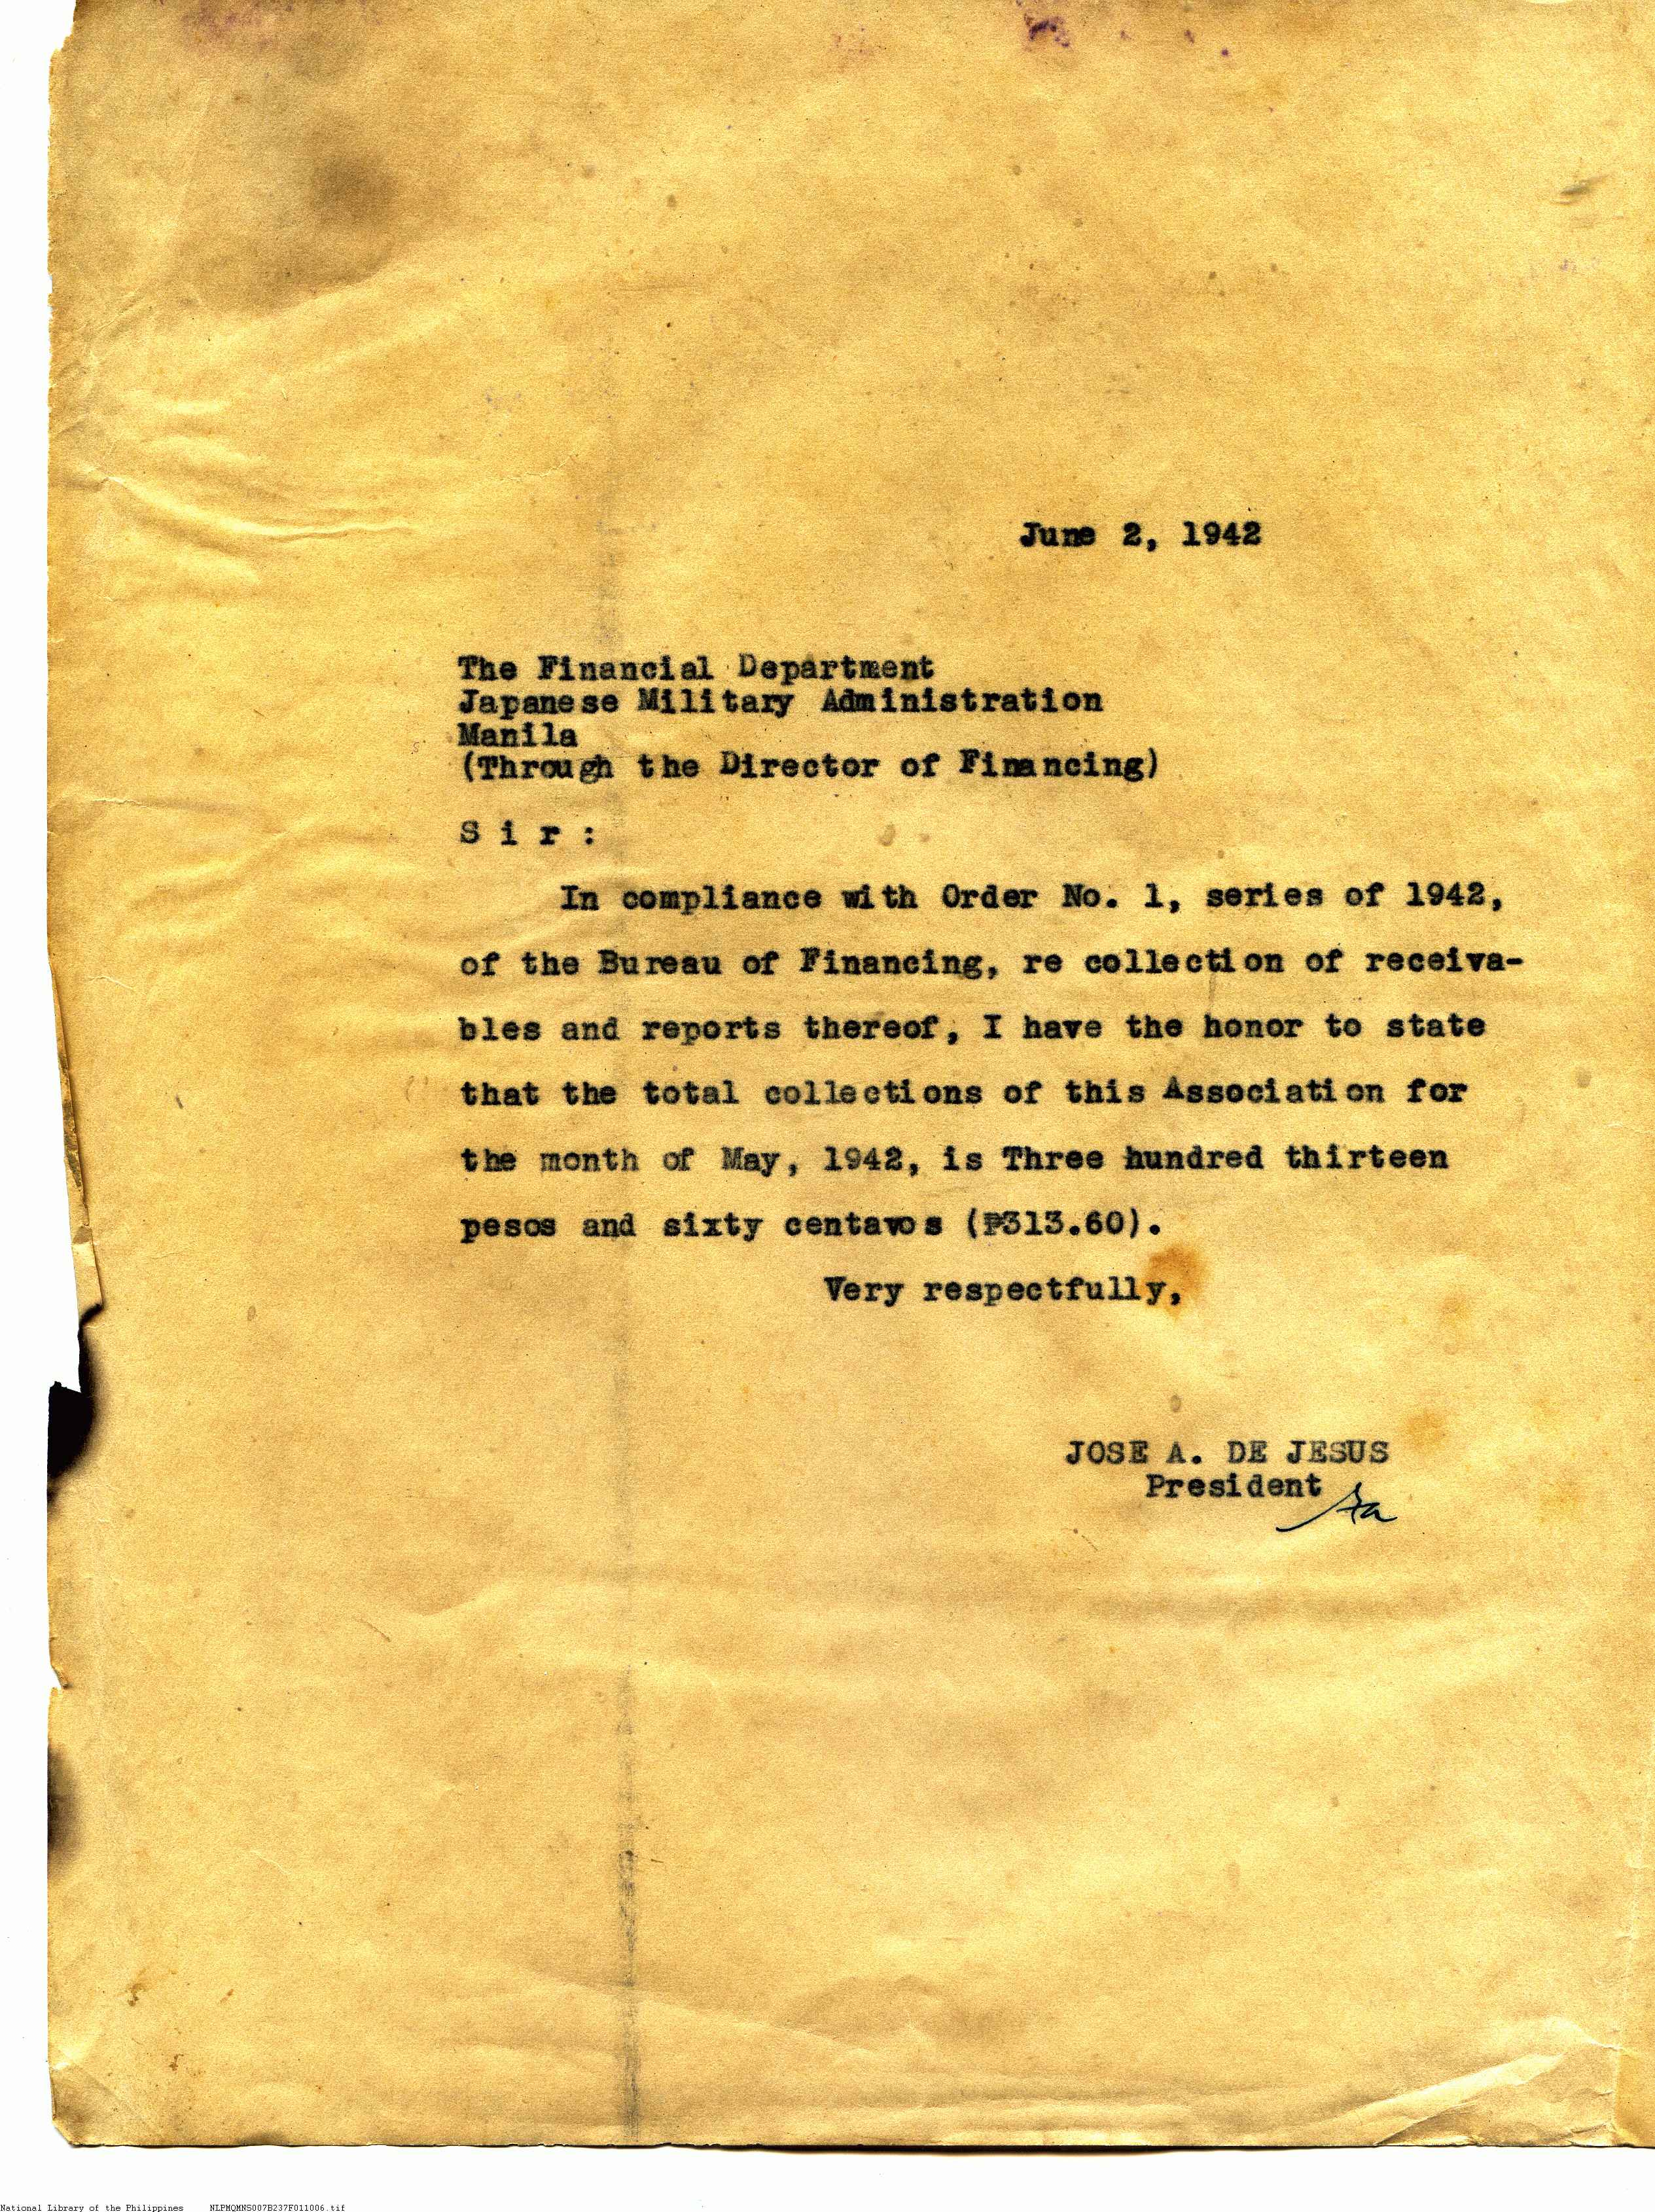 June 2, 1942
The Financial Department
Japanese Military Administration
Manila
(Through the Director of Financing)
S i r :
In compliance with Order No. 1, series of 1942,
of the Bureau of Financing, re collection of receiva-
bles and reports thereof, I have the honor to state
that the total collections of this Association for
the month of May, 1942, is Three hundred thirteen
pesos and sixty centavos (₱313.60).
Very respectfully,
JOSE A. DE JESUS
President
National Library of the Philippines NLPMQMNS007B237F011006.tif